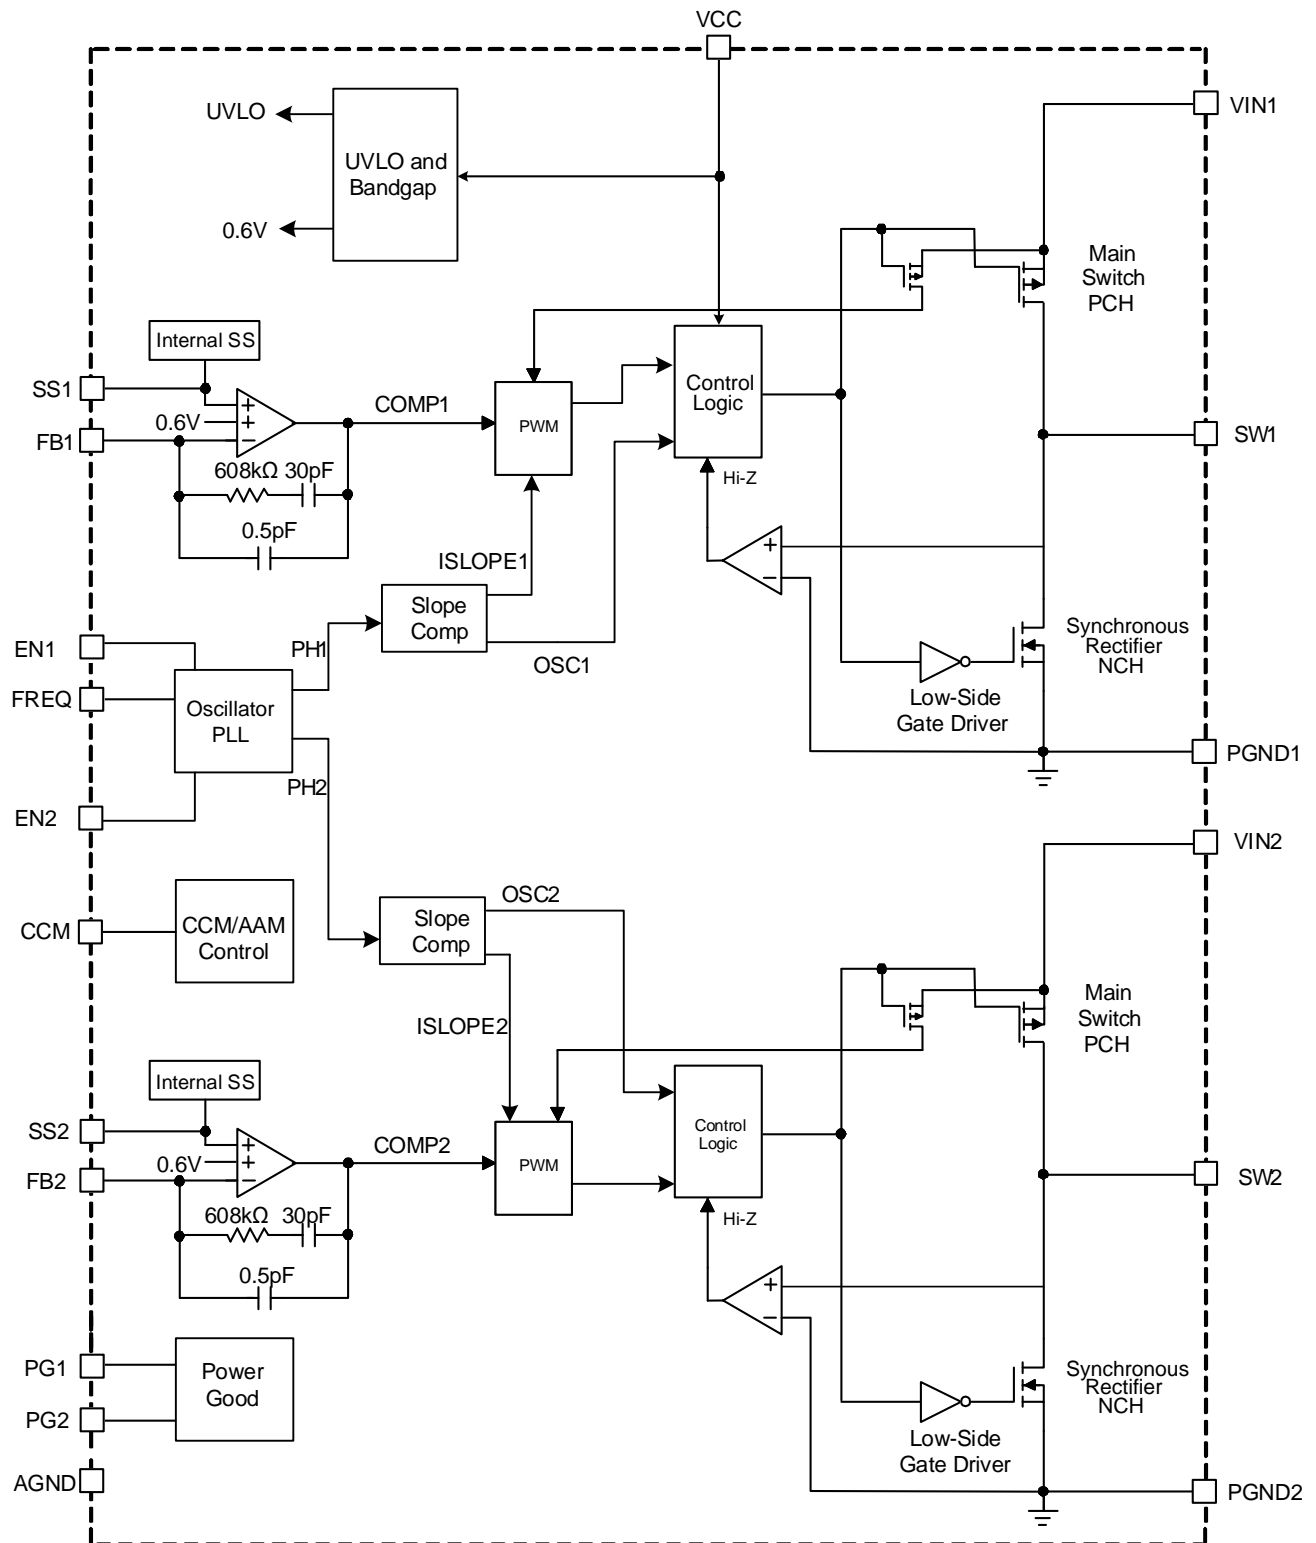 VCC
VIN1
UVLO
UVLO and
Bandgap
0.6V
Main
Switch
PCH
Internal SS
SS1
COMP1
PWM
Control
Logic
0.6V
FB1
SW1
608kΩ 30pF
Hi-Z
0.5pF
ISLOPE1
Slope
Comp
EN1
PH1
OSC1
Synchronous
Rectifier
NCH
FREQ
Oscillator
PLL
Low-Side
Gate Driver
PGND1
PH2
EN2
VIN2
OSC2
CCM
CCM/AAM
Control
Slope
Comp
Main
Switch
PCH
ISLOPE2
Internal SS
SS2
COMP2
PWM
Control
Logic
0.6V
FB2
SW2
608kΩ 30pF
Hi-Z
0.5pF
PG1
Power
Good
PG2
Synchronous
Rectifier
NCH
Low-Side
Gate Driver
AGND
PGND2